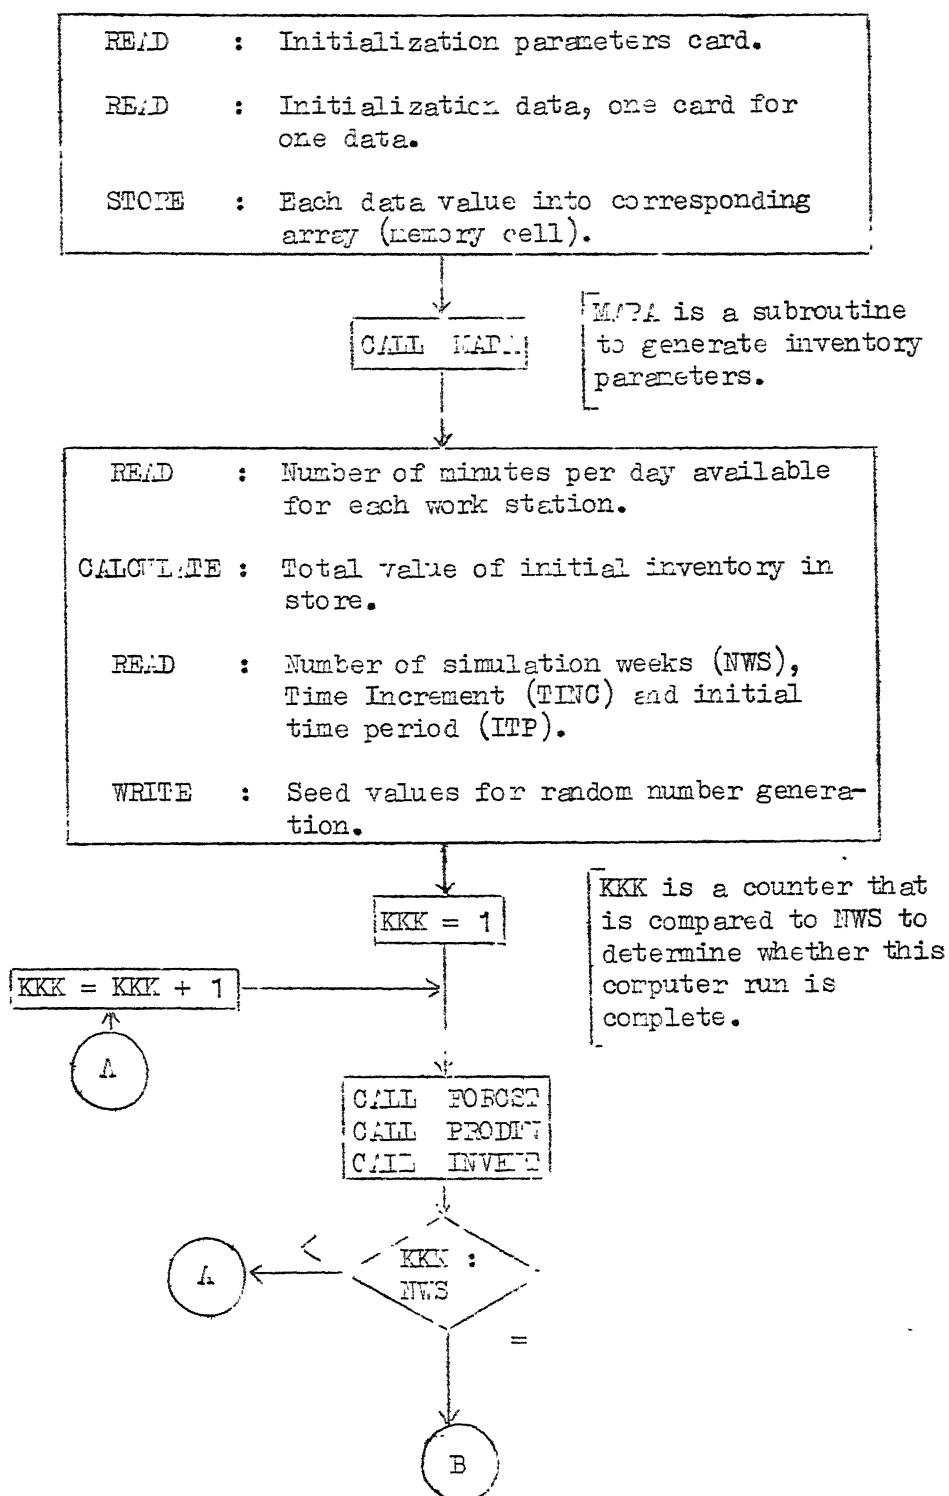 READ : Initialization parameters card.
READ : Initialization data, one card for
one data.
STORE : Each data value into corresponding
array (memory cell).
CALL MAPA
MAPA is a subroutine
to generate inventory
parameters.
READ : Number of minutes per day available
for each work station.
CALCULATE : Total value of initial inventory in
store.
READ : Number of simulation weeks (NWS),
Time Increment (TINC) and initial
time period (ITP).
WRITE : Seed values for random number genera-
tion.
KKK = 1
KKK is a counter that
is compared to NWS to
determine whether this
computer run is
complete.
KKK = KKK + 1
A
CALL FORCST
CALL PRODIN
CALL
<
KKK :
NWS
A
=
B